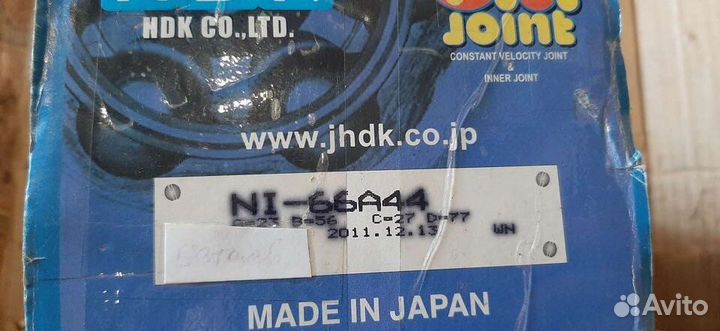 HDK CO.,LTD.
JOINT
CONSTANT VELOCITY JOINT
&
INNER JOINT
www.jhdk.co.jp
NI-66A44
A=23 B=56 C=27 D=77
2011.12.13 WN
MADE IN JAPAN
Avito